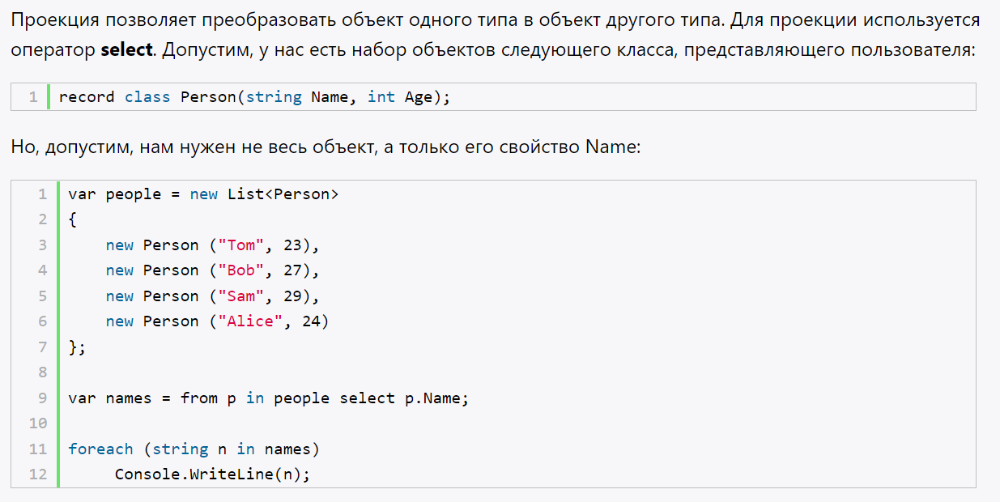 Проекция позволяет преобразовать объект одного типа в объект другого типа. Для проекции используется
оператор select. Допустим, у нас есть набор объектов следующего класса, представляющего пользователя:
1 record class Person(string Name, int Age);
Но, допустим, нам нужен не весь объект, а только его свойство Name:
1 var people = new List<Person>
2 {
3     new Person ("Tom", 23),
4     new Person ("Bob", 27),
5     new Person ("Sam", 29),
6     new Person ("Alice", 24)
7 };
8
9 var names = from p in people select p.Name;
10
11 foreach (string n in names)
12      Console.WriteLine(n);